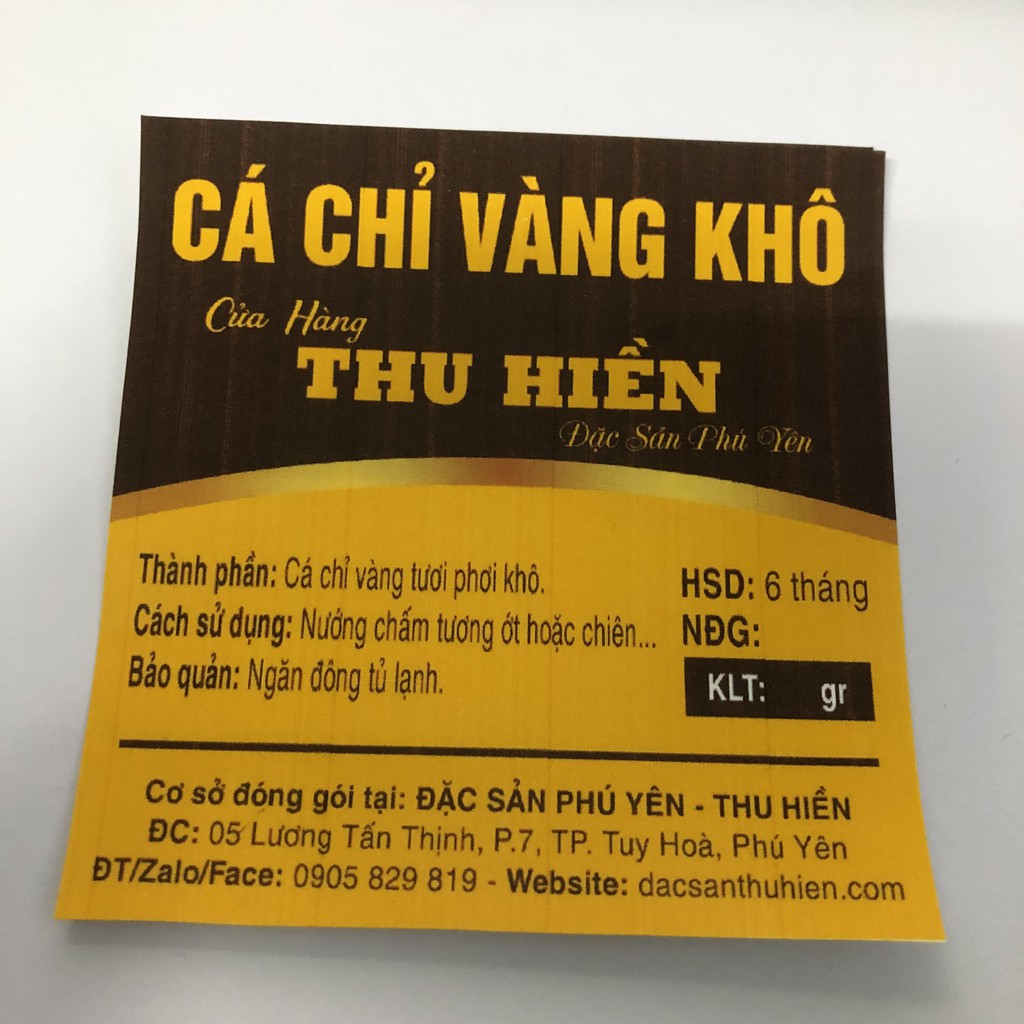 CÁ CHỈ VÀNG KHÔ
Cửa Hàng
THU HIỀN
Đặc Sản Phú Yên
Thành phần: Cá chỉ vàng tươi phơi khô.
Cách sử dụng: Nướng chấm tương ớt hoặc chiên...
Bảo quản: Ngăn đông tủ lạnh.
HSD: 6 tháng
NĐG:
KLT: gr
Cơ sở đóng gói tại: ĐẶC SẢN PHÚ YÊN - THU HIỀN
ĐC: 05 Lương Tấn Thịnh, P.7, TP. Tuy Hoà, Phú Yên
ĐT/Zalo/Face: 0905 829 819 - Website: dacsanthuhien.com